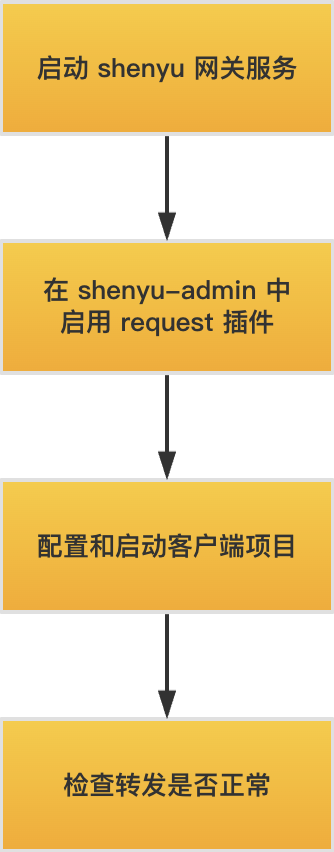 启动 shenyu 网关服务
在 shenyu-admin 中
启用 request 插件
配置和启动客户端项目
检查转发是否正常